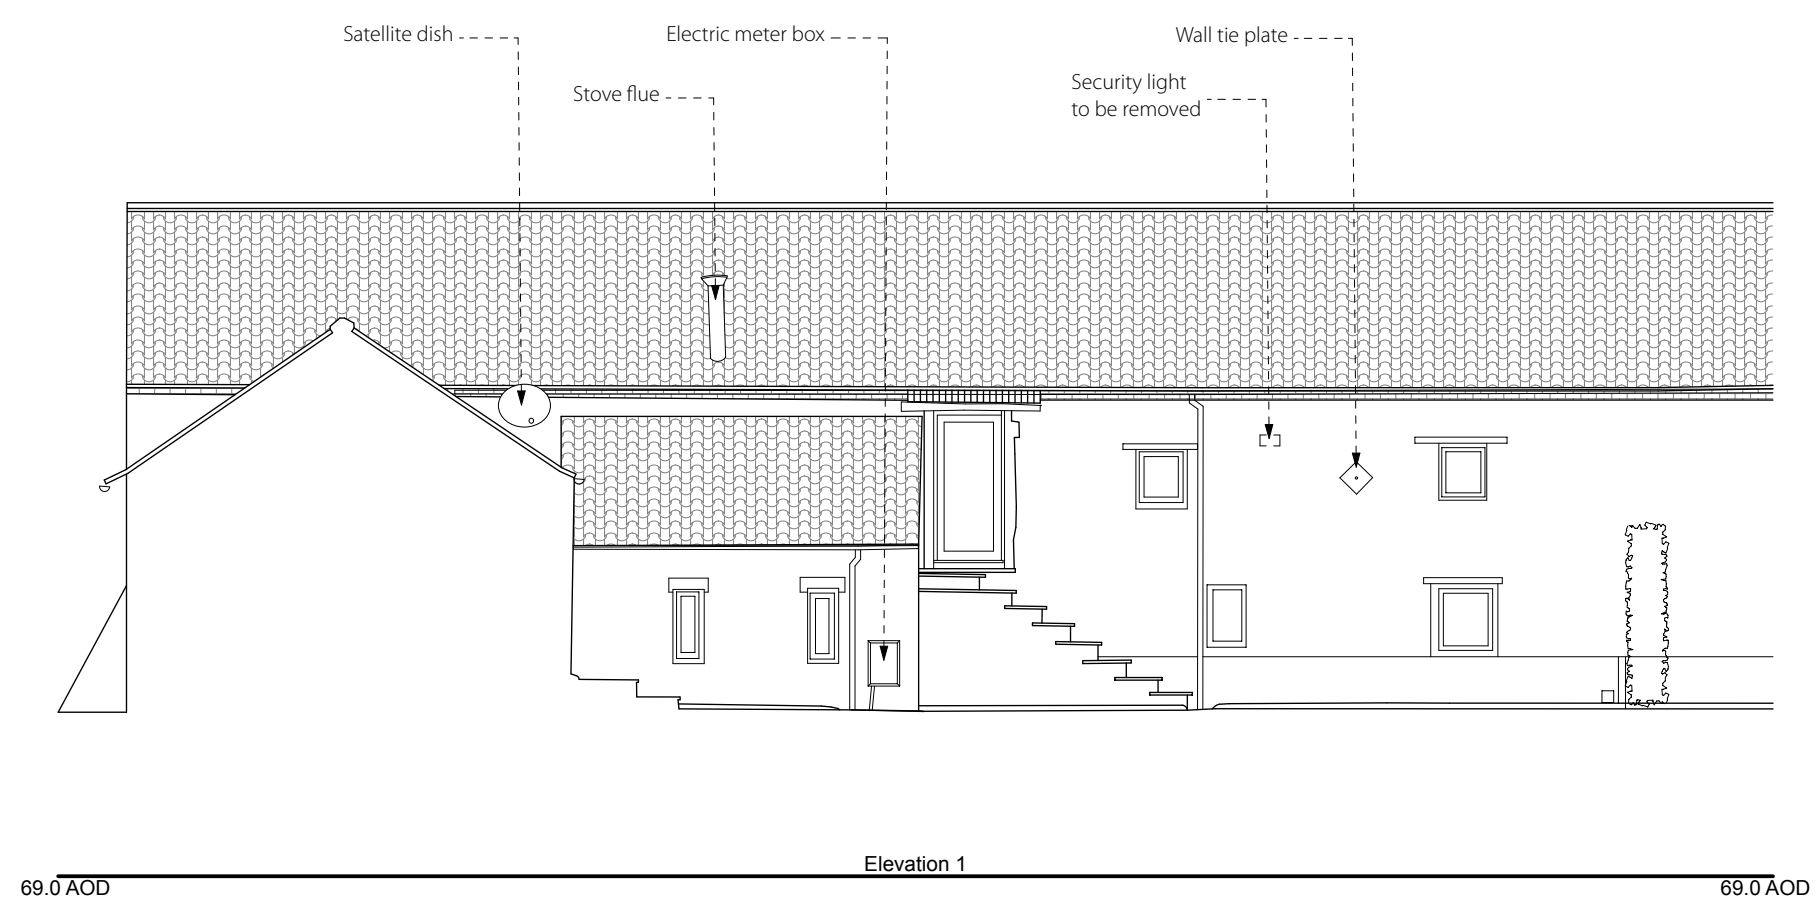 Satellite dish
Electric meter box
Wall tie plate
Stove flue
Security light
to be removed
Elevation 1
69.0 AOD
69.0 AOD